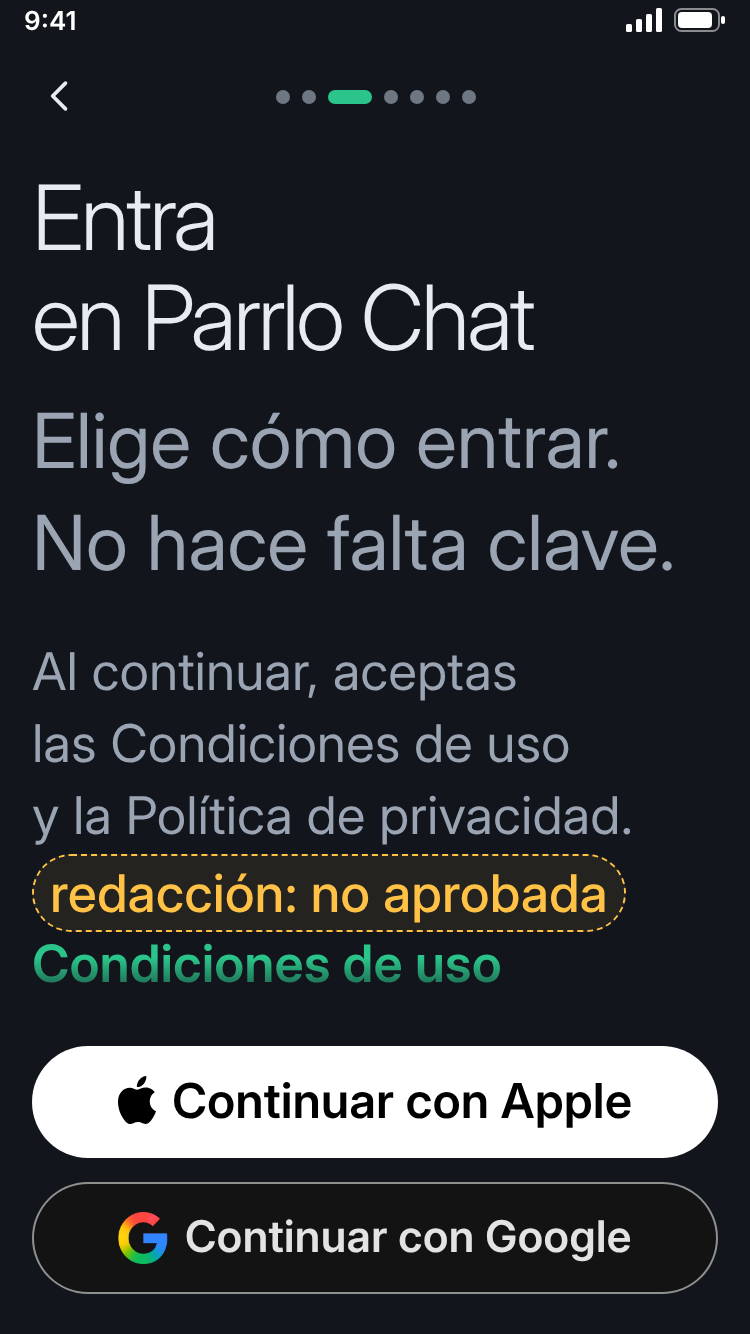 9:41
Entra
en Parrlo Chat
Elige cómo entrar.
No hace falta clave.
Al continuar, aceptas
las Condiciones de uso
y la Política de privacidad.
redacción: no aprobada
Condiciones de uso
Continuar con Apple
Continuar con Google